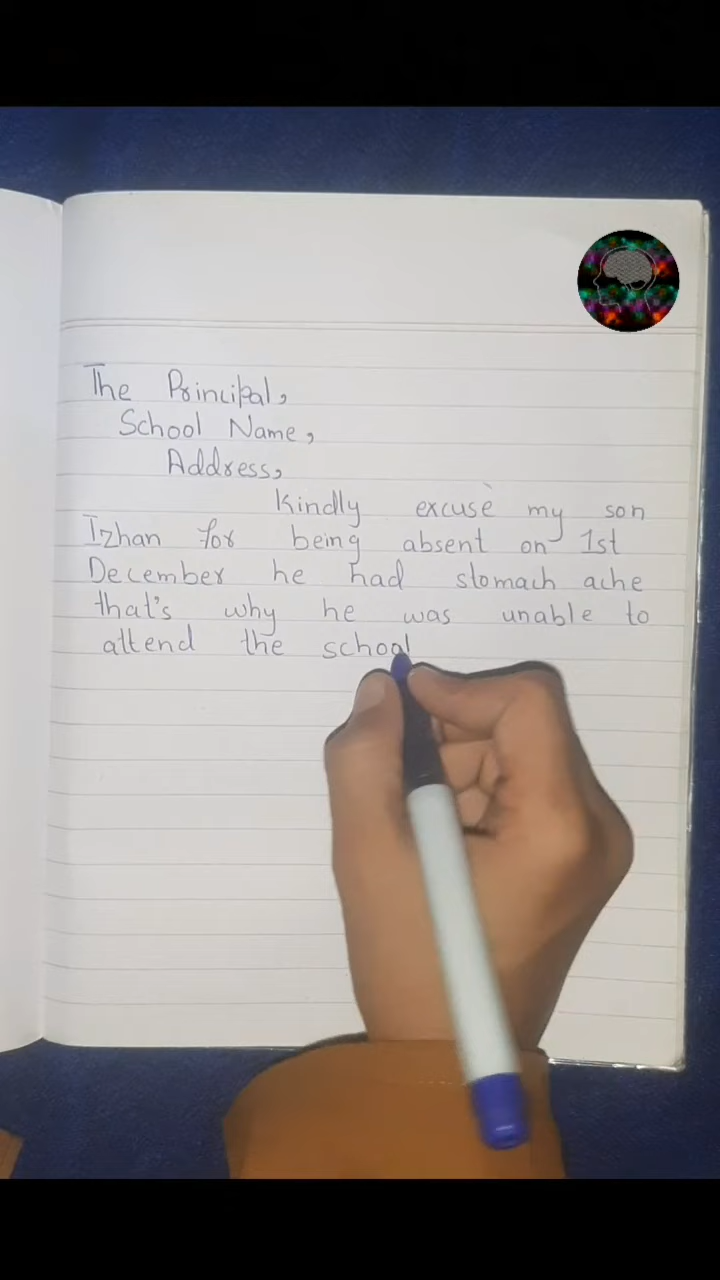 The Principal,
School Name,
Address,
Kindly excuse my son
Izhan for being absent on 1st
December he had stomach ache
that's why he was unable to
attend the school